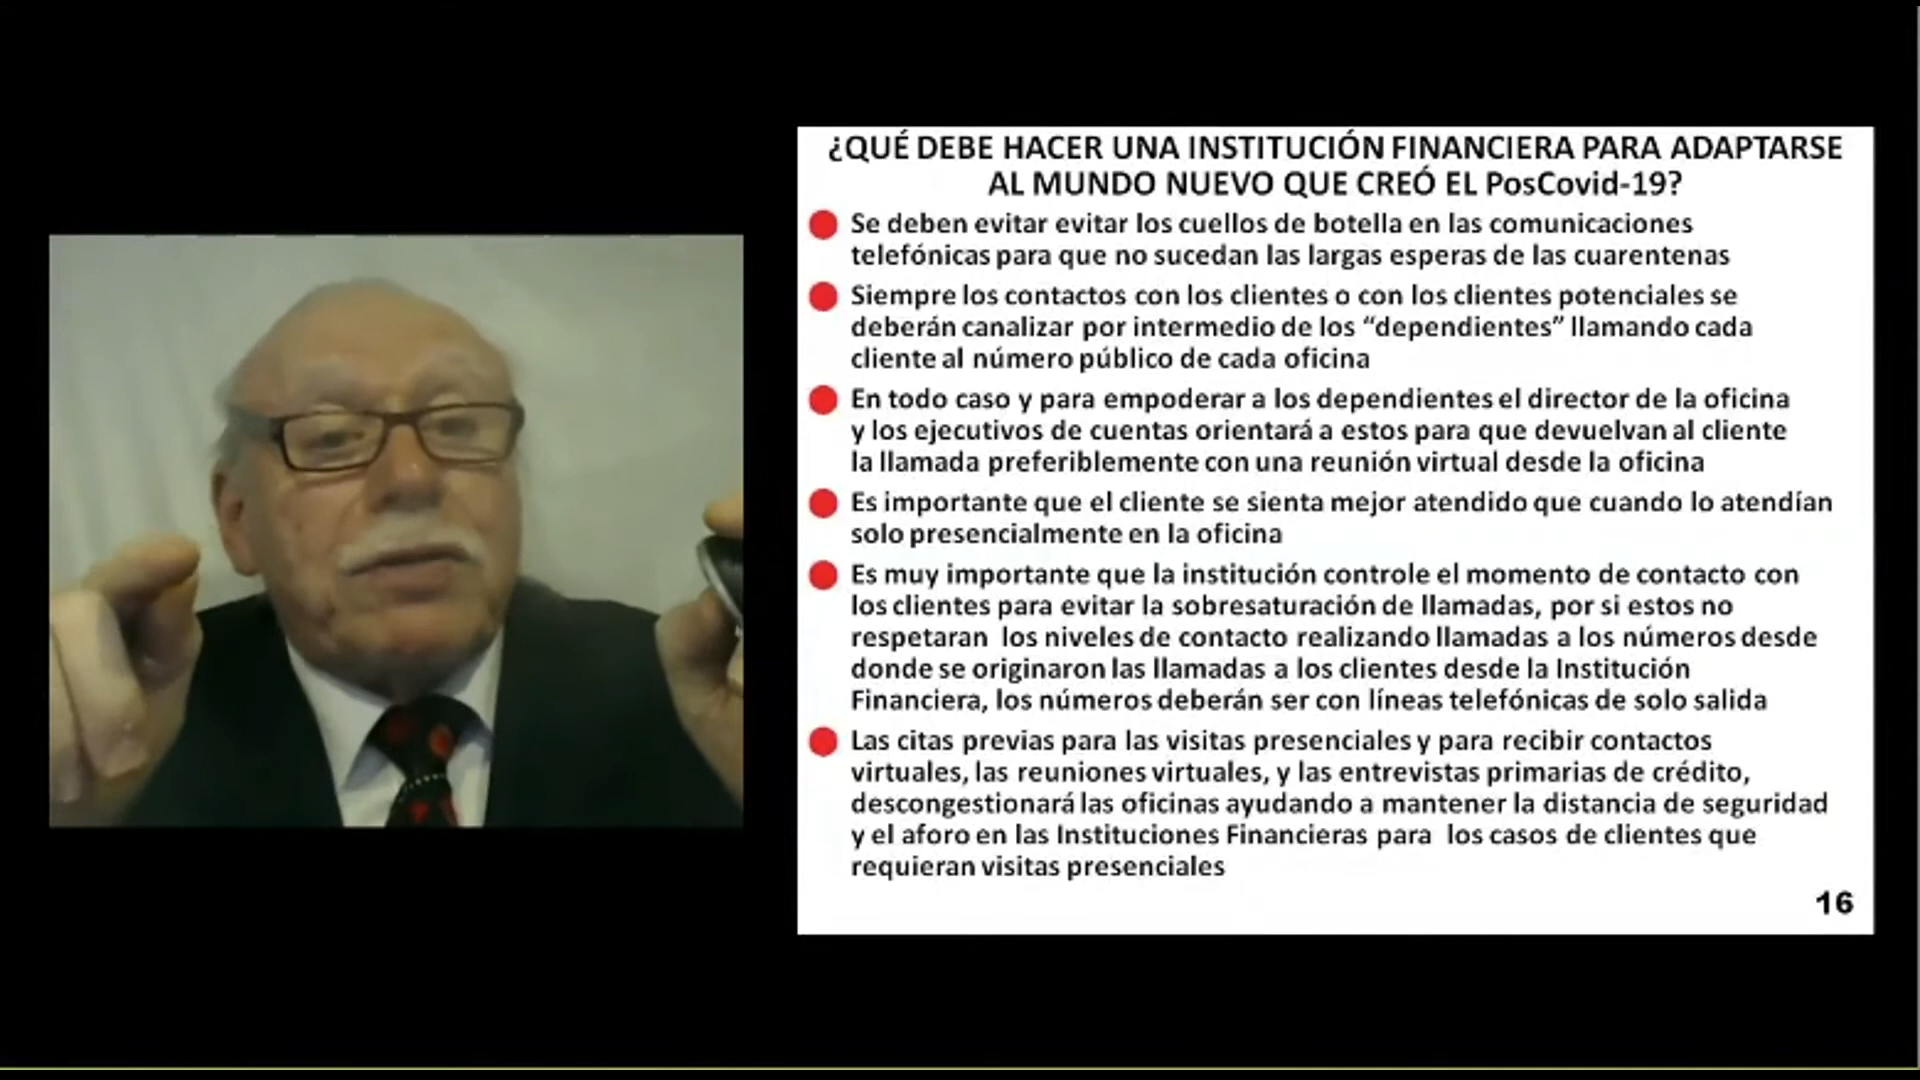 ¿QUÉ DEBE HACER UNA INSTITUCIÓN FINANCIERA PARA ADAPTARSE
AL MUNDO NUEVO QUE CREÓ EL PosCovid-19?
Se deben evitar evitar los cuellos de botella en las comunicaciones
telefónicas para que no sucedan las largas esperas de las cuarentenas
Siempre los contactos con los clientes o con los clientes potenciales se
deberán canalizar por intermedio de los “dependientes” llamando cada
cliente al número público de cada oficina
En todo caso y para empoderar a los dependientes el director de la oficina
y los ejecutivos de cuentas orientará a estos para que devuelvan al cliente
la llamada preferiblemente con una reunión virtual desde la oficina
Es importante que el cliente se sienta mejor atendido que cuando lo atendían
solo presencialmente en la oficina
Es muy importante que la institución controle el momento de contacto con
los clientes para evitar la sobresaturación de llamadas, por si estos no
respetaran los niveles de contacto realizando llamadas a los números desde
donde se originaron las llamadas a los clientes desde la Institución
Financiera, los números deberán ser con líneas telefónicas de solo salida
Las citas previas para las visitas presenciales y para recibir contactos
virtuales, las reuniones virtuales, y las entrevistas primarias de crédito,
descongestionará las oficinas ayudando a mantener la distancia de seguridad
y el aforo en las Instituciones Financieras para los casos de clientes que
requieran visitas presenciales
16